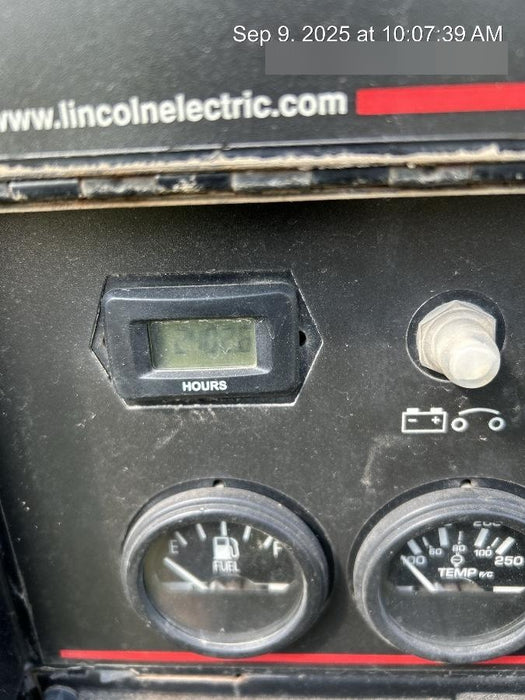 Sep 9, 2025 at 10:07:39 AM
www.lincolnelectric.com
HOURS
E F
FUEL
60 80 100
250
TEMP F/C